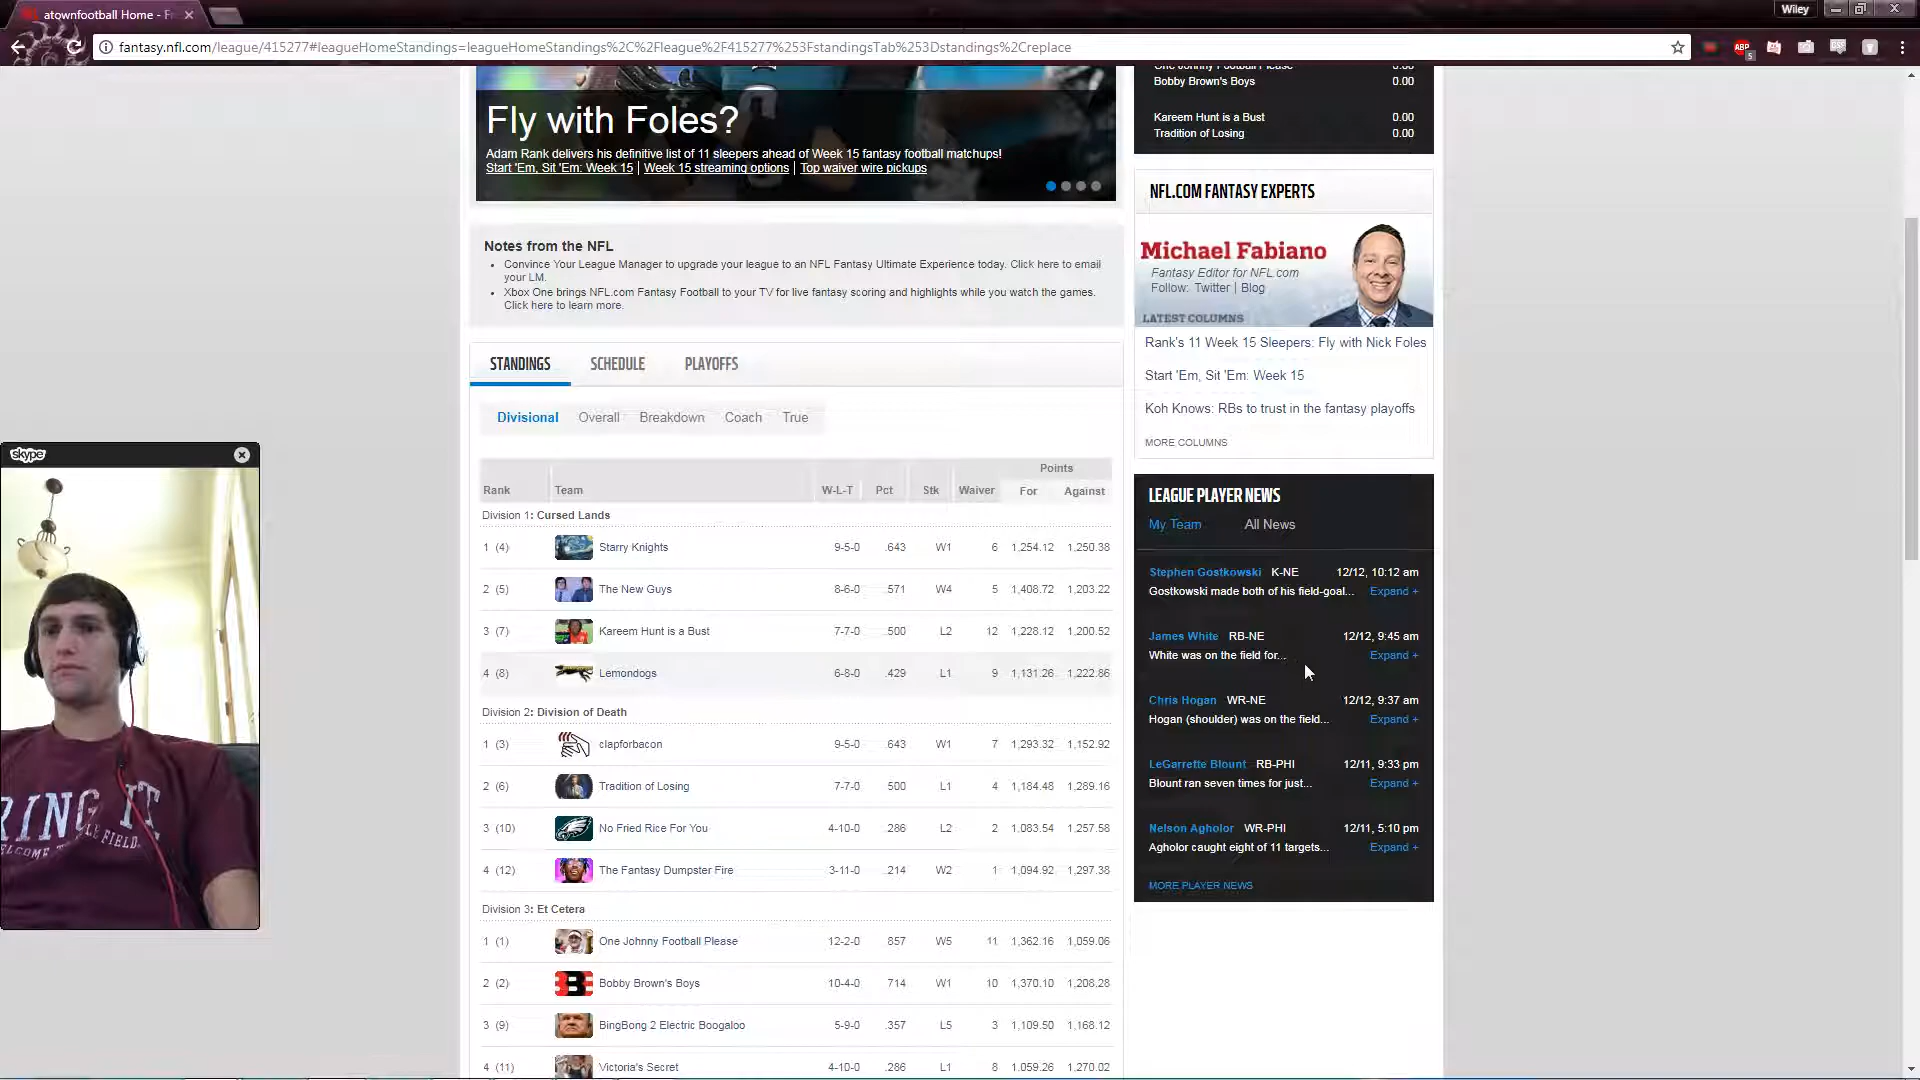 atownfootball Home - F
Wiley
fantasy.nfl.com/league/415277#leagueHomeStandings=leagueHomeStandings%2C%2Fleague%2F415277%253FstandingsTab%253Dstandings%2Creplace
ABP
5
One Johnny Football Please 0.00
Bobby Brown's Boys 0.00
Kareem Hunt is a Bust 0.00
Tradition of Losing 0.00
Fly with Foles?
Adam Rank delivers his definitive list of 11 sleepers ahead of Week 15 fantasy football matchups!
Start 'Em, Sit 'Em: Week 15 | Week 15 streaming options | Top waiver wire pickups
Notes from the NFL
• Convince Your League Manager to upgrade your league to an NFL Fantasy Ultimate Experience today. Click here to email
your LM.
• Xbox One brings NFL.com Fantasy Football to your TV for live fantasy scoring and highlights while you watch the games.
Click here to learn more.
STANDINGS SCHEDULE PLAYOFFS
Divisional Overall Breakdown Coach True
Points
Rank Team W-L-T Pct Stk Waiver For Against
Division 1: Cursed Lands
1 (4) Starry Knights 9-5-0 .643 W1 6 1,254.12 1,250.38
2 (5) The New Guys 8-6-0 .571 W4 5 1,408.72 1,203.22
3 (7) Kareem Hunt is a Bust 7-7-0 .500 L2 12 1,228.12 1,200.52
4 (8) Lemondogs 6-8-0 .429 L1 9 1,131.26 1,222.86
Division 2: Division of Death
1 (3) clapforbacon 9-5-0 .643 W1 7 1,293.32 1,152.92
2 (6) Tradition of Losing 7-7-0 .500 L1 4 1,184.48 1,289.16
3 (10) No Fried Rice For You 4-10-0 .286 L2 2 1,083.54 1,257.58
4 (12) The Fantasy Dumpster Fire 3-11-0 .214 W2 1 1,094.92 1,297.38
Division 3: Et Cetera
1 (1) One Johnny Football Please 12-2-0 .857 W5 11 1,362.16 1,059.06
2 (2) Bobby Brown's Boys 10-4-0 .714 W1 10 1,370.10 1,208.28
3 (9) BingBong 2 Electric Boogaloo 5-9-0 .357 L5 3 1,109.50 1,168.12
4 (11) Victoria's Secret 4-10-0 .286 L1 8 1,059.26 1,270.02
NFL.COM FANTASY EXPERTS
Michael Fabiano
Fantasy Editor for NFL.com
Follow: Twitter | Blog
LATEST COLUMNS
Rank's 11 Week 15 Sleepers: Fly with Nick Foles
Start 'Em, Sit 'Em: Week 15
Koh Knows: RBs to trust in the fantasy playoffs
MORE COLUMNS
LEAGUE PLAYER NEWS
My Team All News
Stephen Gostkowski K-NE 12/12, 10:12 am
Gostkowski made both of his field-goal... Expand +
James White RB-NE 12/12, 9:45 am
White was on the field for... Expand +
Chris Hogan WR-NE 12/12, 9:37 am
Hogan (shoulder) was on the field... Expand +
LeGarrette Blount RB-PHI 12/11, 9:33 pm
Blount ran seven times for just... Expand +
Nelson Agholor WR-PHI 12/11, 5:10 pm
Agholor caught eight of 11 targets... Expand +
MORE PLAYER NEWS
skype
RING IT
LE FIELD.
ELCOME T